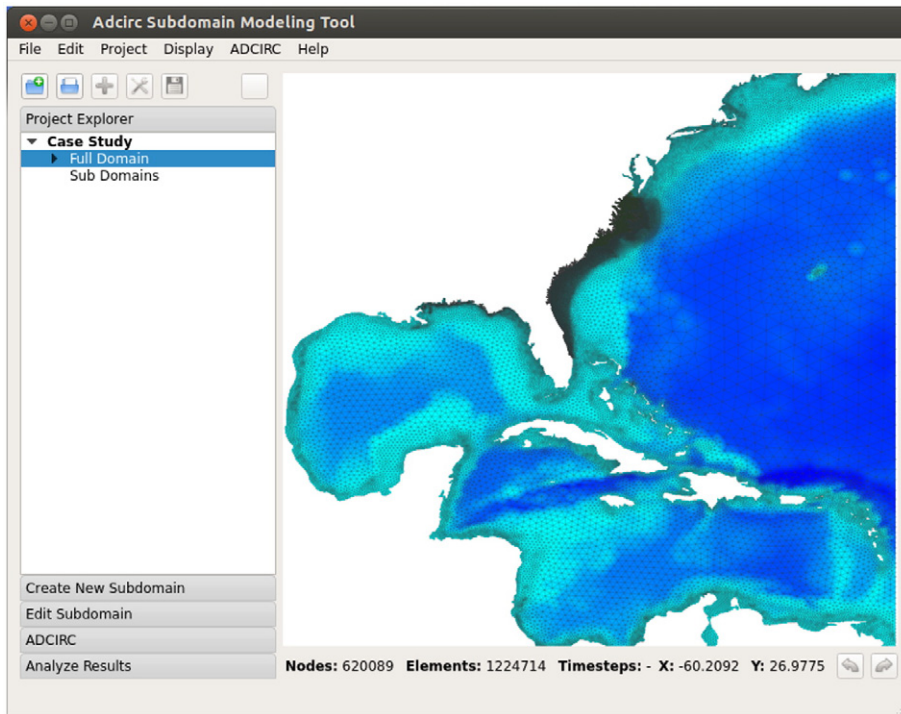 Adcirc Subdomain Modeling Tool
File Edit Project Display ADCIRC Help
Project Explorer
Case Study
Full Domain
Sub Domains
Create New Subdomain
Edit Subdomain
ADCIRC
Analyze Results
Nodes: 620089 Elements: 1224714 Timesteps: - X: -60.2092 Y: 26.9775